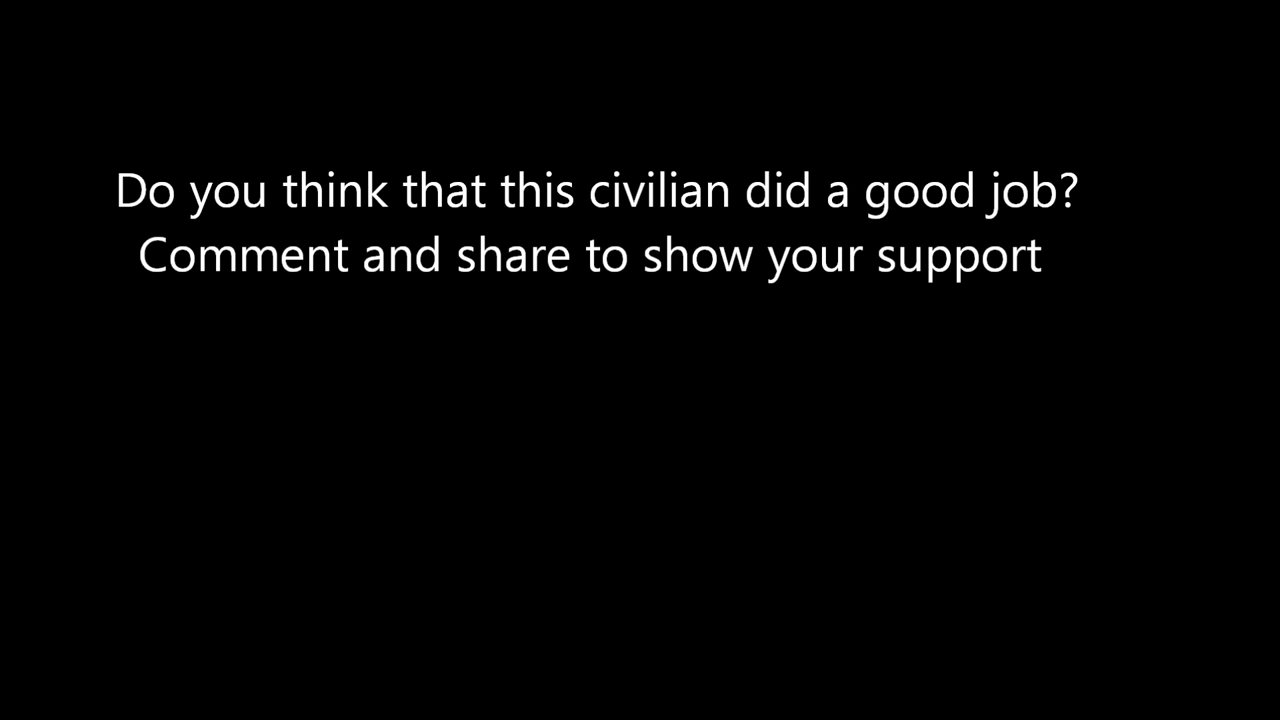 Do you think that this civilian did a good job?
Comment and share to show your support